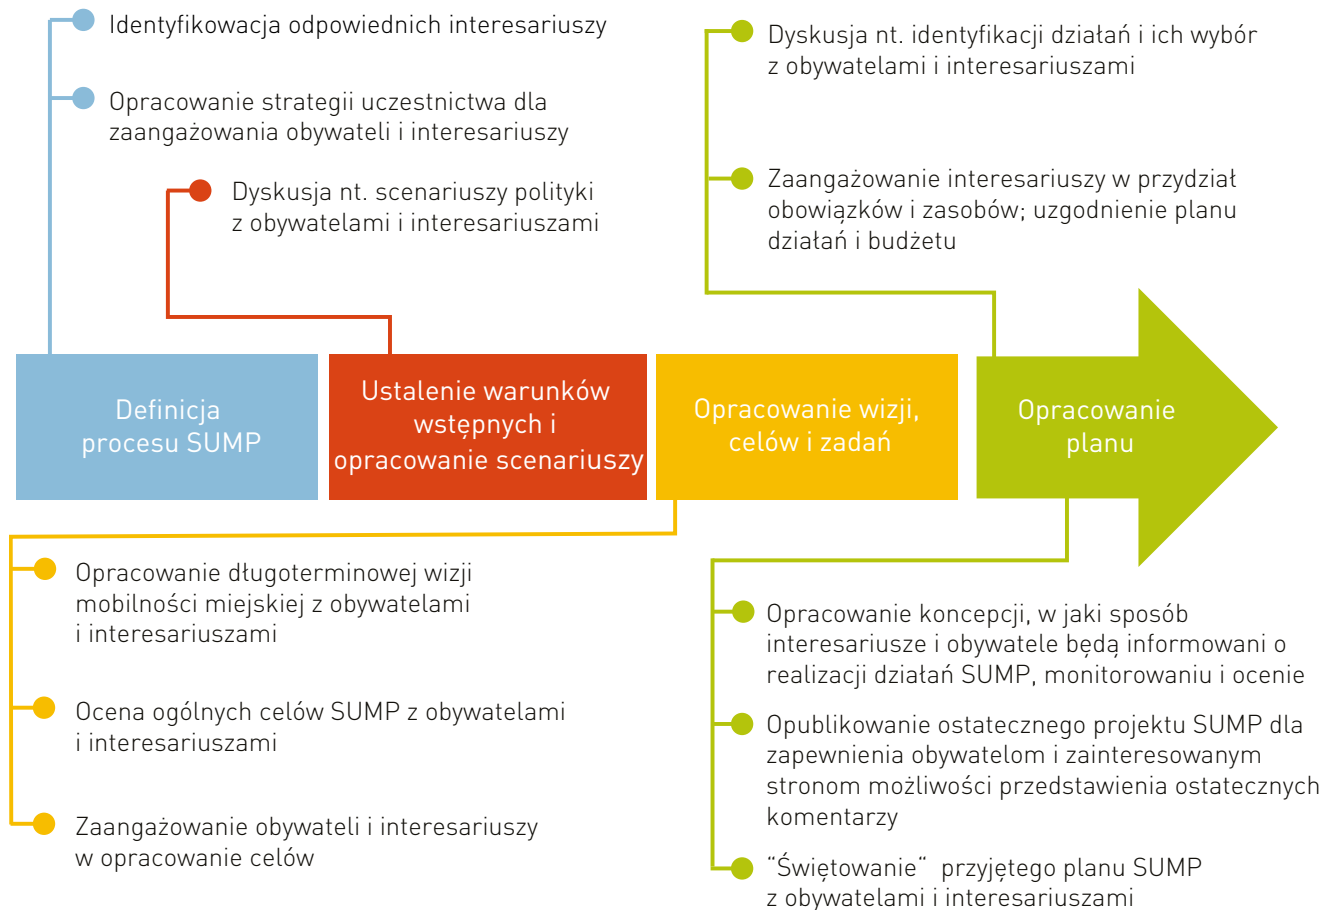 Identyfikowacja odpowiednich interesariuszy
Opracowanie strategii uczestnictwa dla
zaangażowania obywateli i interesariuszy
Dyskusja nt. scenariuszy polityki
z obywatelami i interesariuszami
Dyskusja nt. identyfikacji działań i ich wybór
z obywatelami i interesariuszami
Zaangażowanie interesariuszy w przydział
obowiązków i zasobów; uzgodnienie planu
działań i budżetu
Definicja
procesu SUMP
Ustalenie warunków
wstępnych i
opracowanie scenariuszy
Opracowanie wizji,
celów i zadań
Opracowanie
planu
Opracowanie długoterminowej wizji
mobilności miejskiej z obywatelami
i interesariuszami
Ocena ogólnych celów SUMP z obywatelami
i interesariuszami
Zaangażowanie obywateli i interesariuszy
w opracowanie celów
Opracowanie koncepcji, w jaki sposób
interesariusze i obywatele będą informowani o
realizacji działań SUMP, monitorowaniu i ocenie
Opublikowanie ostatecznego projektu SUMP dla
zapewnienia obywatelom i zainteresowanym
stronom możliwości przedstawienia ostatecznych
komentarzy
“Świętowanie“ przyjętego planu SUMP
z obywatelami i interesariuszami